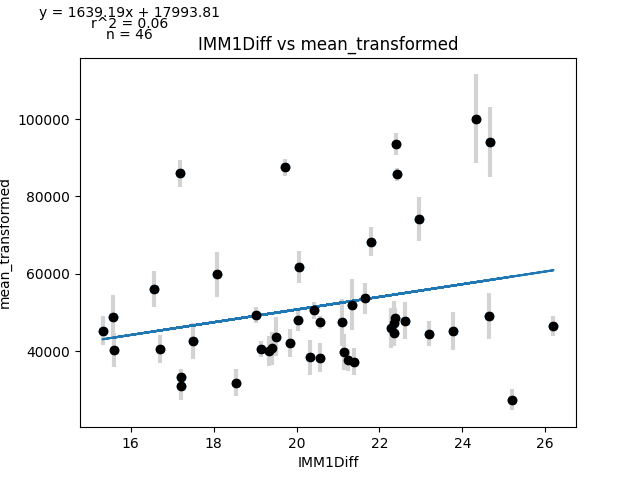 y = 1639.19x + 17993.81
r^2 = 0.06
n = 46
IMM1Diff vs mean_transformed
100000
80000
60000
40000
mean_transformed
16 18 20 22 24 26
IMM1Diff